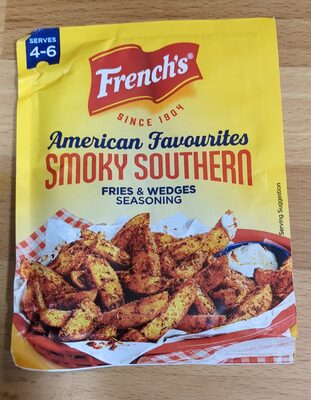 SERVES
4-6
French's®
SINCE 1904
American Favourites
SMOKY SOUTHERN
FRIES & WEDGES
SEASONING
Serving Suggestion